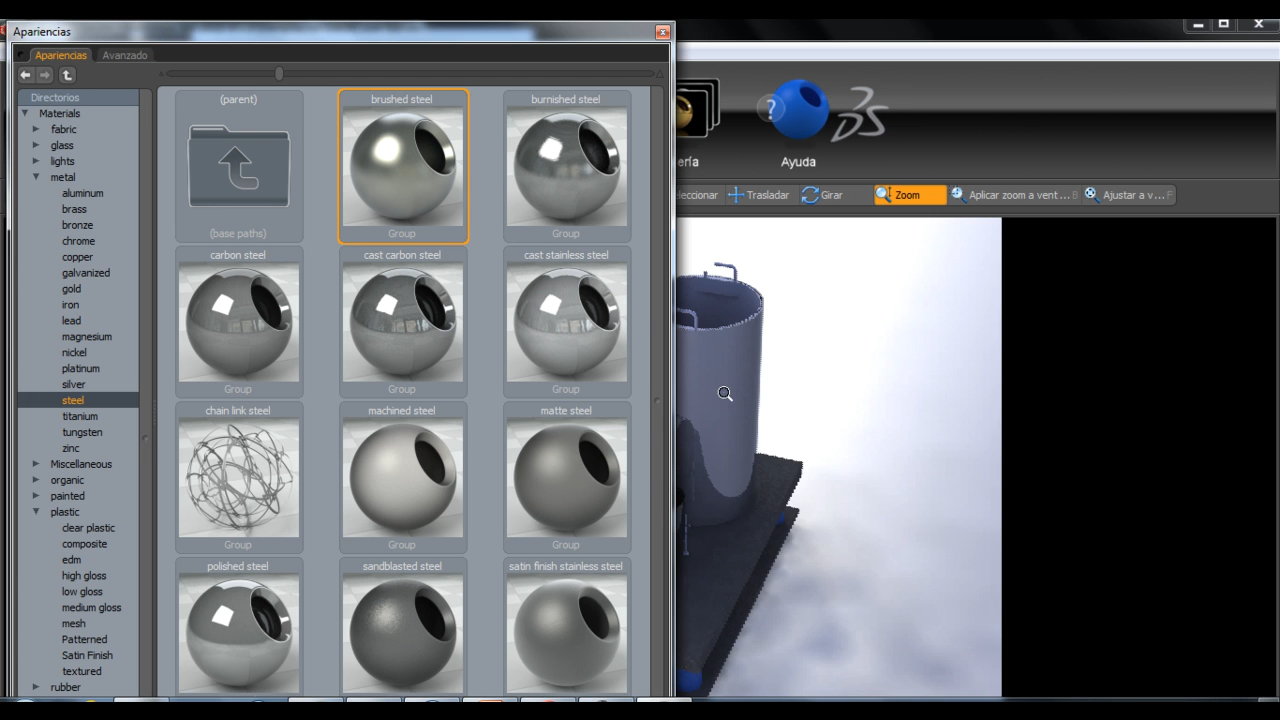 Apariencias
Apariencias Avanzado
Directorios
Materials
fabric
glass
lights
metal
aluminum
brass
bronze
chrome
copper
galvanized
gold
iron
lead
magnesium
nickel
platinum
silver
steel
titanium
tungsten
zinc
Miscellaneous
organic
painted
plastic
clear plastic
composite
edm
high gloss
low gloss
medium gloss
mesh
Patterned
Satin Finish
textured
rubber
(parent) brushed steel burnished steel
(base paths) Group Group
carbon steel cast carbon steel cast stainless steel
Group Group Group
chain link steel machined steel matte steel
Group Group Group
polished steel sandblasted steel satin finish stainless steel
ería ? Ayuda
eleccionar Trasladar Girar Zoom Aplicar zoom a vent... B Ajustar a v... F